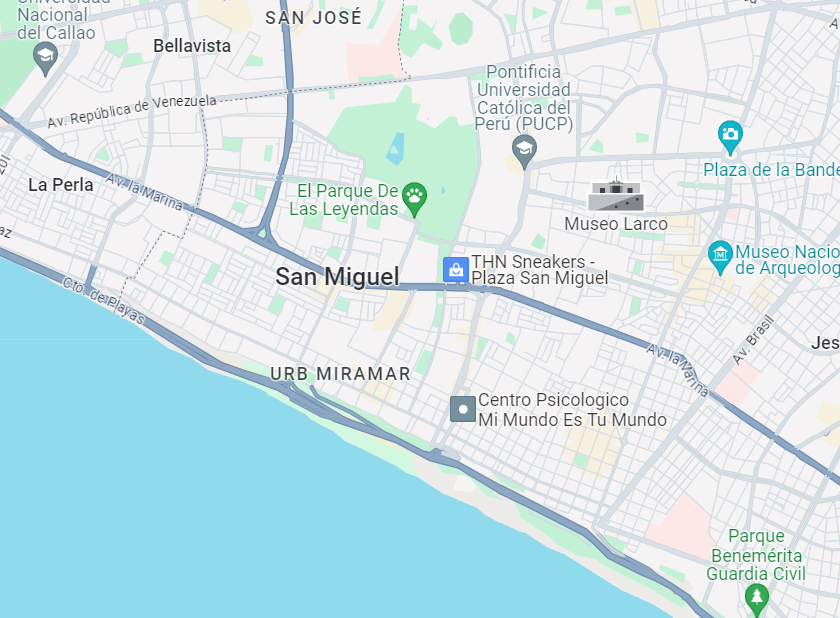 Universidad
Nacional
del Callao
SAN JOSÉ
Bellavista
Pontificia
Universidad
Católica del
Perú (PUCP)
Av. República de Venezuela
Plaza de la Bande
La Perla
Av. la Marina
El Parque De
Las Leyendas
Museo Larco
THN Sneakers -
Plaza San Miguel
Museo Nacio
de Arqueolog
San Miguel
Cto. de Playas
Av. Brasil
Jes
Av. la Marina
URB MIRAMAR
Centro Psicologico
Mi Mundo Es Tu Mundo
Parque
Benemérita
Guardia Civil